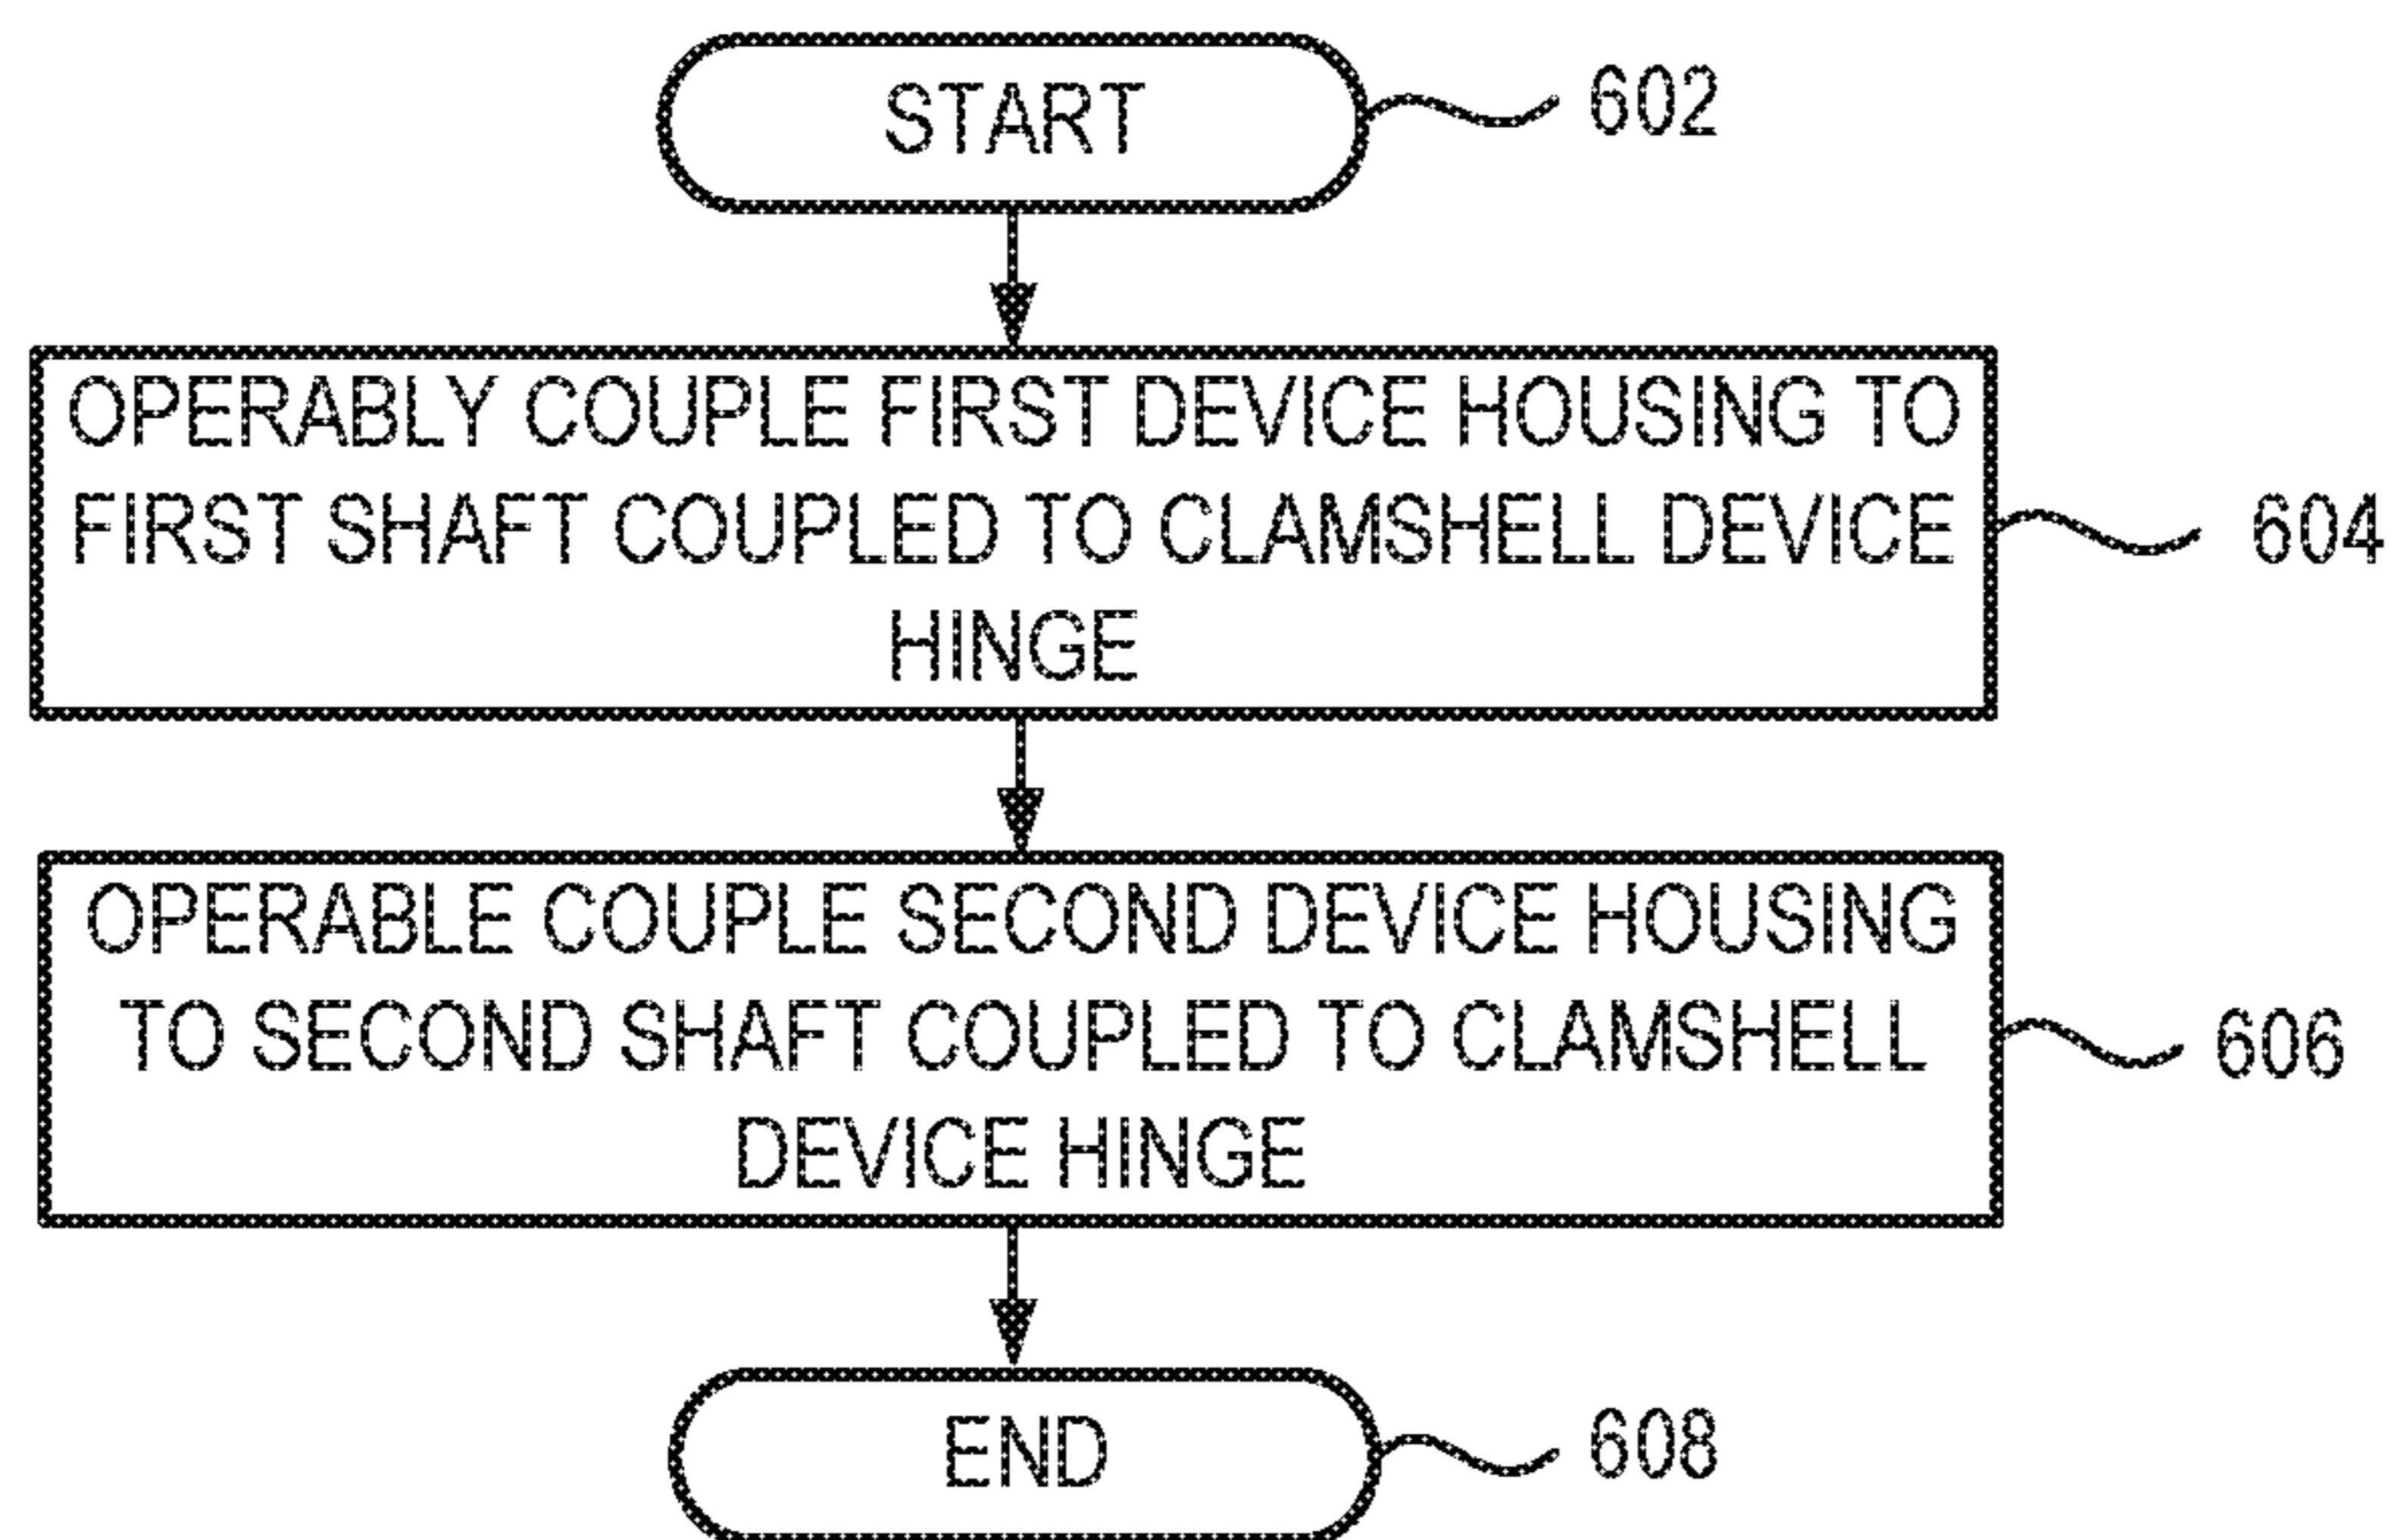 START
602
OPERABLY COUPLE FIRST DEVICE HOUSING TO
FIRST SHAFT COUPLED TO CLAMSHELL DEVICE
HINGE
604
OPERABLE COUPLE SECOND DEVICE HOUSING
TO SECOND SHAFT COUPLED TO CLAMSHELL
DEVICE HINGE
606
END
608